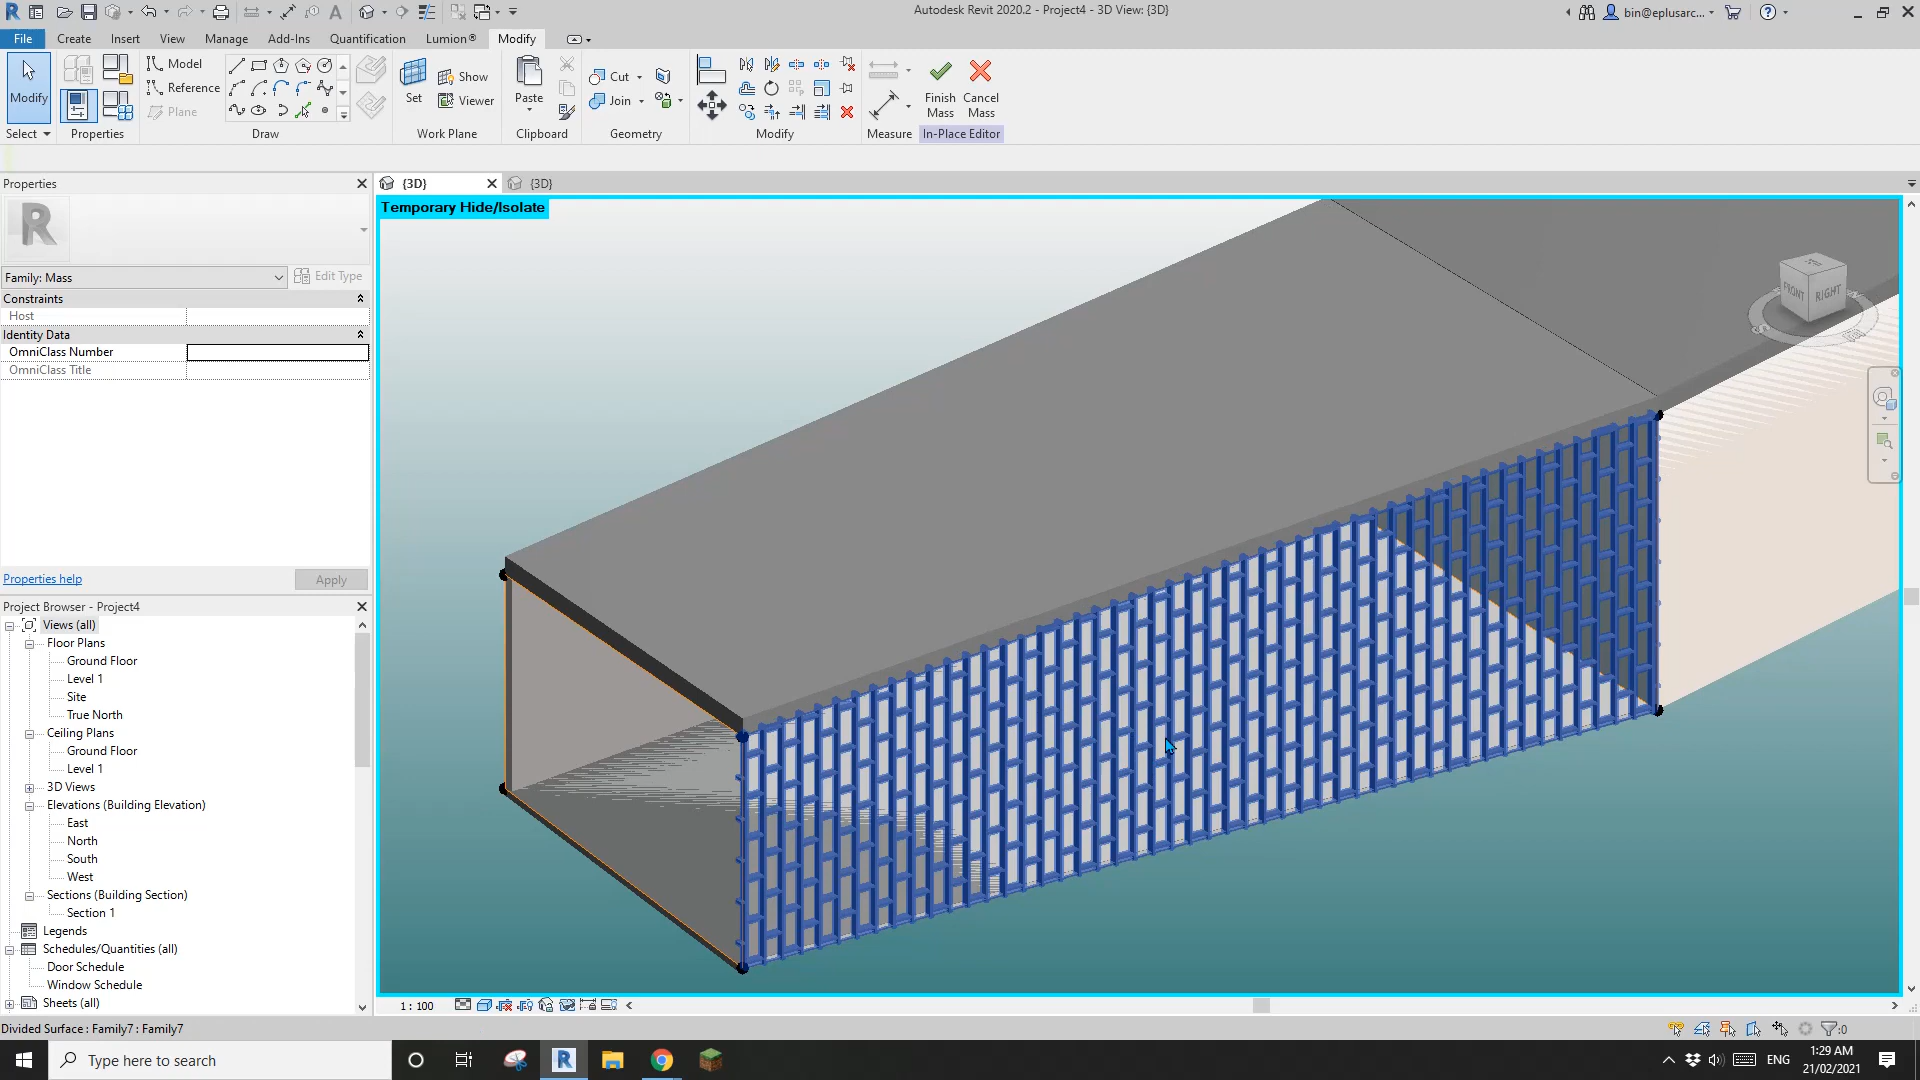 Autodesk Revit 2020.2 - Project4 - 3D View: {3D}
bin@eplusarc...
File Create Insert View Manage Add-Ins Quantification Lumion® Modify
Modify
Model
Reference
Plane
Set
Show
Viewer
Paste
Cut
Join
Finish Mass
Cancel Mass
Select Properties Draw Work Plane Clipboard Geometry Modify Measure In-Place Editor
Properties
{3D}
{3D}
Temporary Hide/Isolate
R
Family: Mass
Edit Type
Constraints
Host
Identity Data
OmniClass Number
OmniClass Title
Properties help
Apply
FRONT
RIGHT
Project Browser - Project4
Views (all)
Floor Plans
Ground Floor
Level 1
Site
True North
Ceiling Plans
Ground Floor
Level 1
3D Views
Elevations (Building Elevation)
East
North
South
West
Sections (Building Section)
Section 1
Legends
Schedules/Quantities (all)
Door Schedule
Window Schedule
Sheets (all)
1 : 100
Divided Surface : Family7 : Family7
:0
Type here to search
ENG
1:29 AM
21/02/2021